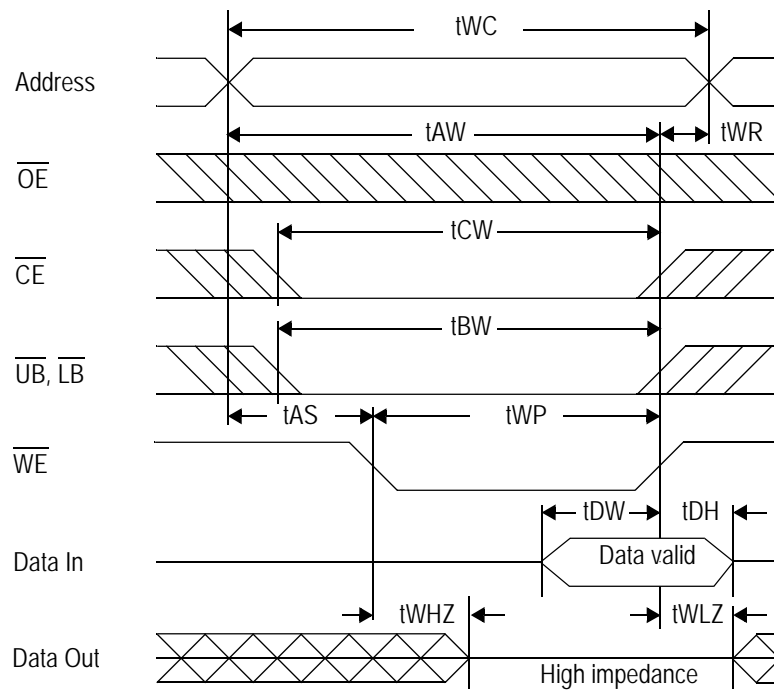 tWC
Address
tAW
tWR
OE
tCW
CE
tBW
UB, LB
tAS
tWP
WE
tDW
tDH
Data In
Data valid
tWHZ
tWLZ
Data Out
High impedance